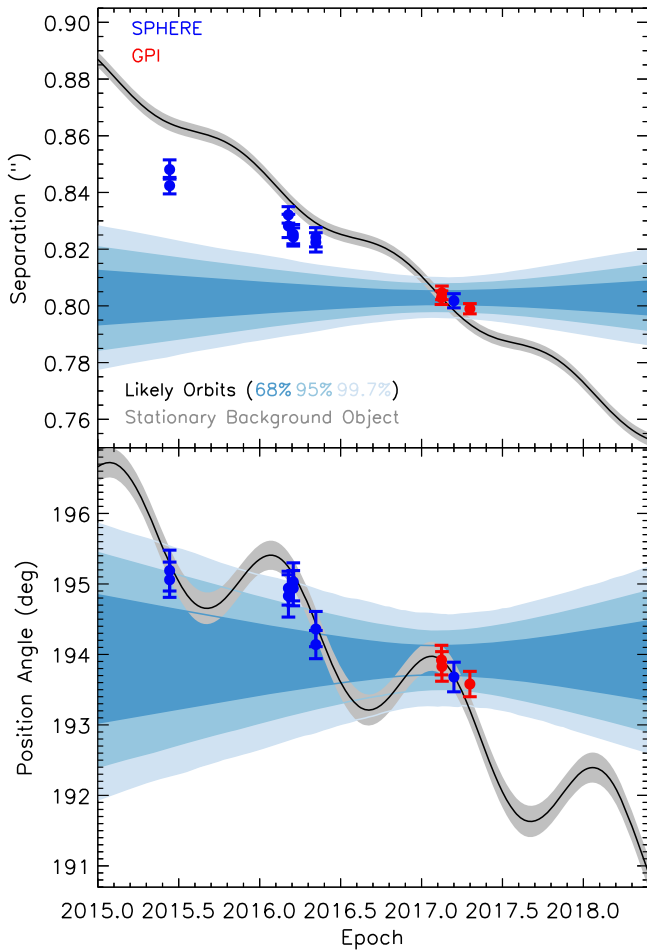 0.90
SPHERE
GPI
0.88
0.86
0.84
0.82
0.80
0.78
0.76
Separation (")
Likely Orbits (68% 95% 99.7%)
Stationary Background Object
196
195
194
193
192
191
Position Angle (deg)
2015.0 2015.5 2016.0 2016.5 2017.0 2017.5 2018.0
Epoch